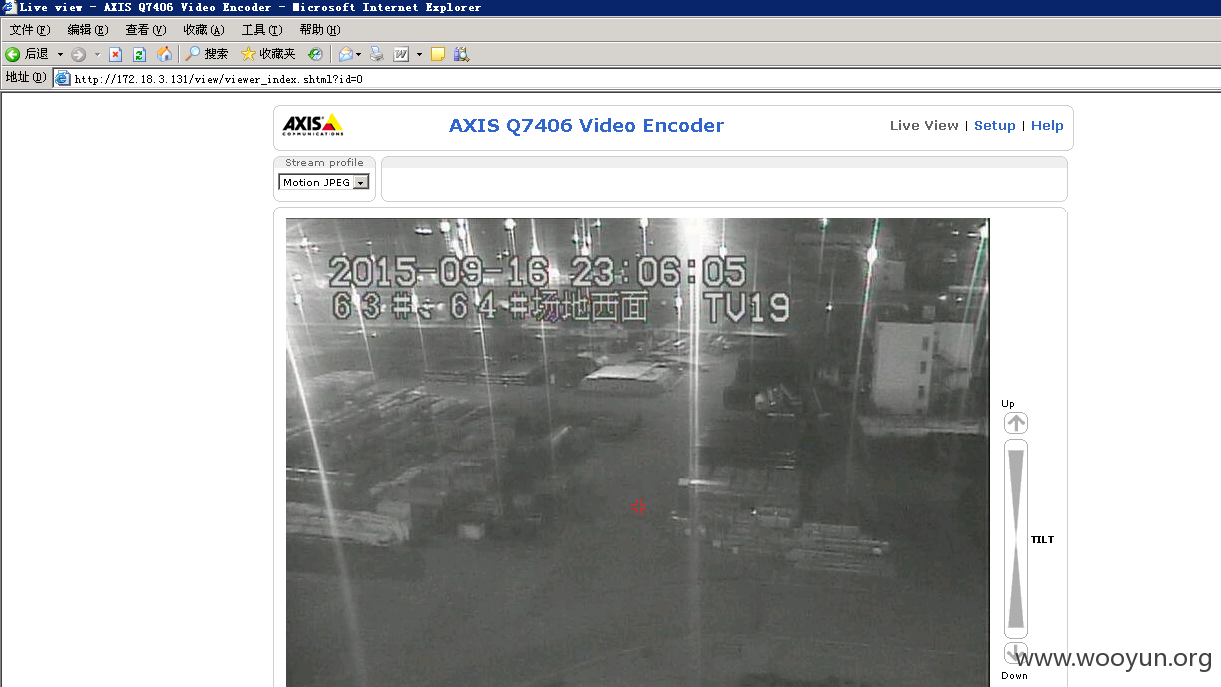 Live view - AXIS Q7406 Video Encoder - Microsoft Internet Explorer
文件(F) 编辑(E) 查看(V) 收藏(A) 工具(T) 帮助(H)
后退 搜索 收藏夹
地址(D) http://172.18.3.131/view/viewer_index.shtml?id=0
AXIS
COMMUNICATIONS
AXIS Q7406 Video Encoder
Live View | Setup | Help
Stream profile
Motion JPEG
2015-09-16 23:06:05
63#、64#场地西面 TV19
Up
TILT
Down
www.wooyun.org